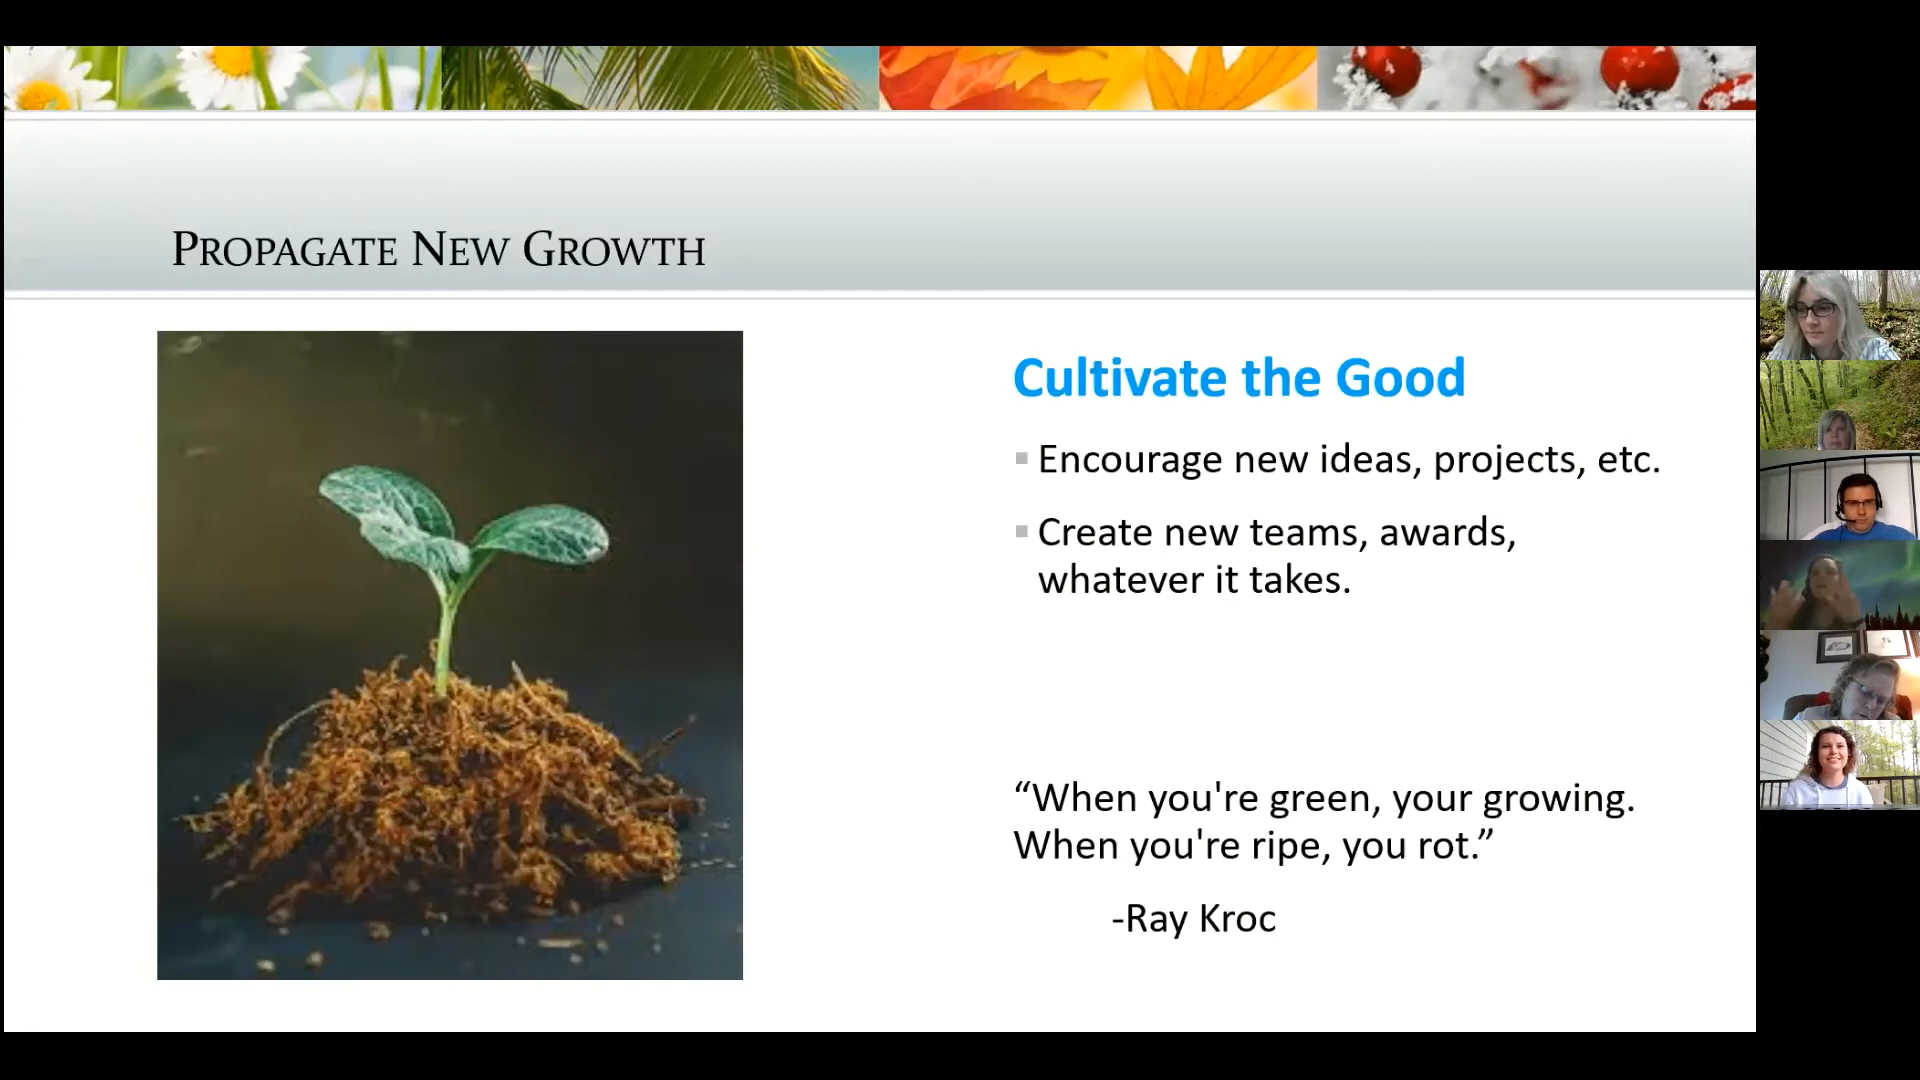 PROPAGATE NEW GROWTH
Cultivate the Good
Encourage new ideas, projects, etc.
Create new teams, awards,
whatever it takes.
“When you're green, your growing.
When you're ripe, you rot.”
-Ray Kroc